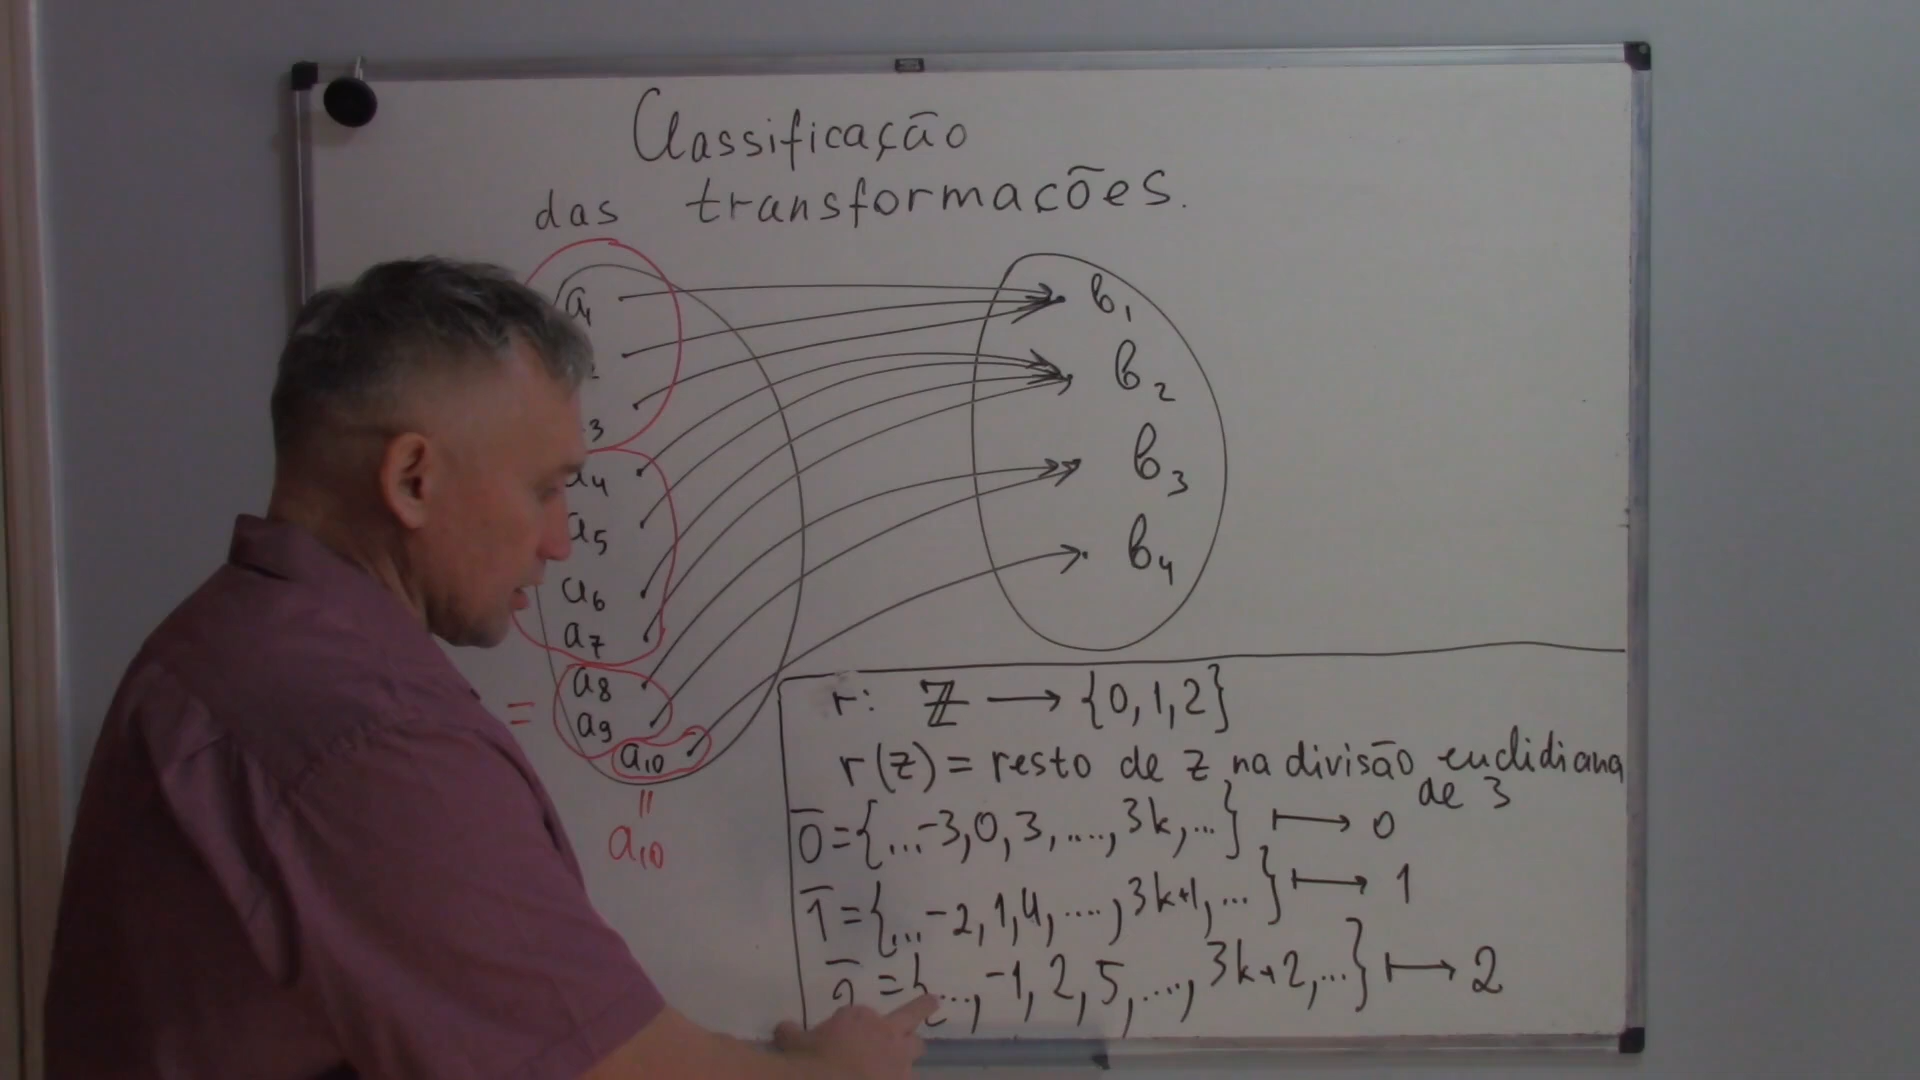 Classificação
das transformacões.
a₁
3
a₄
a₅
a₆
a₇
a₈
=
a₉
a₁₀
=
a₁₀
b₁
b₂
b₃
b₄
r: ℤ ⟶ {0,1,2}
r(z) = resto de z na divisão euclidiana
de 3
0̄={...-3,0,3,....,3k,...} ⟼ 0
1̄={...-2,1,4,....,3k+1,...} ⟼ 1
={...,-1,2,5,....,3k+2,...} ⟼ 2